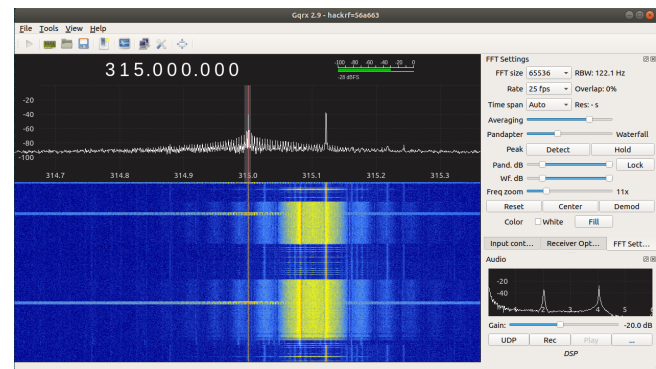 Gqrx 2.9 - hackrf=56a663
File Tools View Help
315.000.000
-100 -80 -60 -40 -20 0
-28 dBFS
-20
-40
-60
-80
-100
314.7 314.8 314.9 315.0 315.1 315.2 315.3
FFT Settings
FFT size 65536 RBW: 122.1 Hz
Rate 25 fps Overlap: 0%
Time span Auto Res: - s
Averaging
Pandapter Waterfall
Peak Detect Hold
Pand. dB Lock
Wf. dB
Freq zoom 11x
Reset Center Demod
Color White Fill
Input cont... Receiver Opt... FFT Sett...
Audio
-20
-40
2 3 4 5
Gain: -20.0 dB
UDP Rec Play ...
DSP